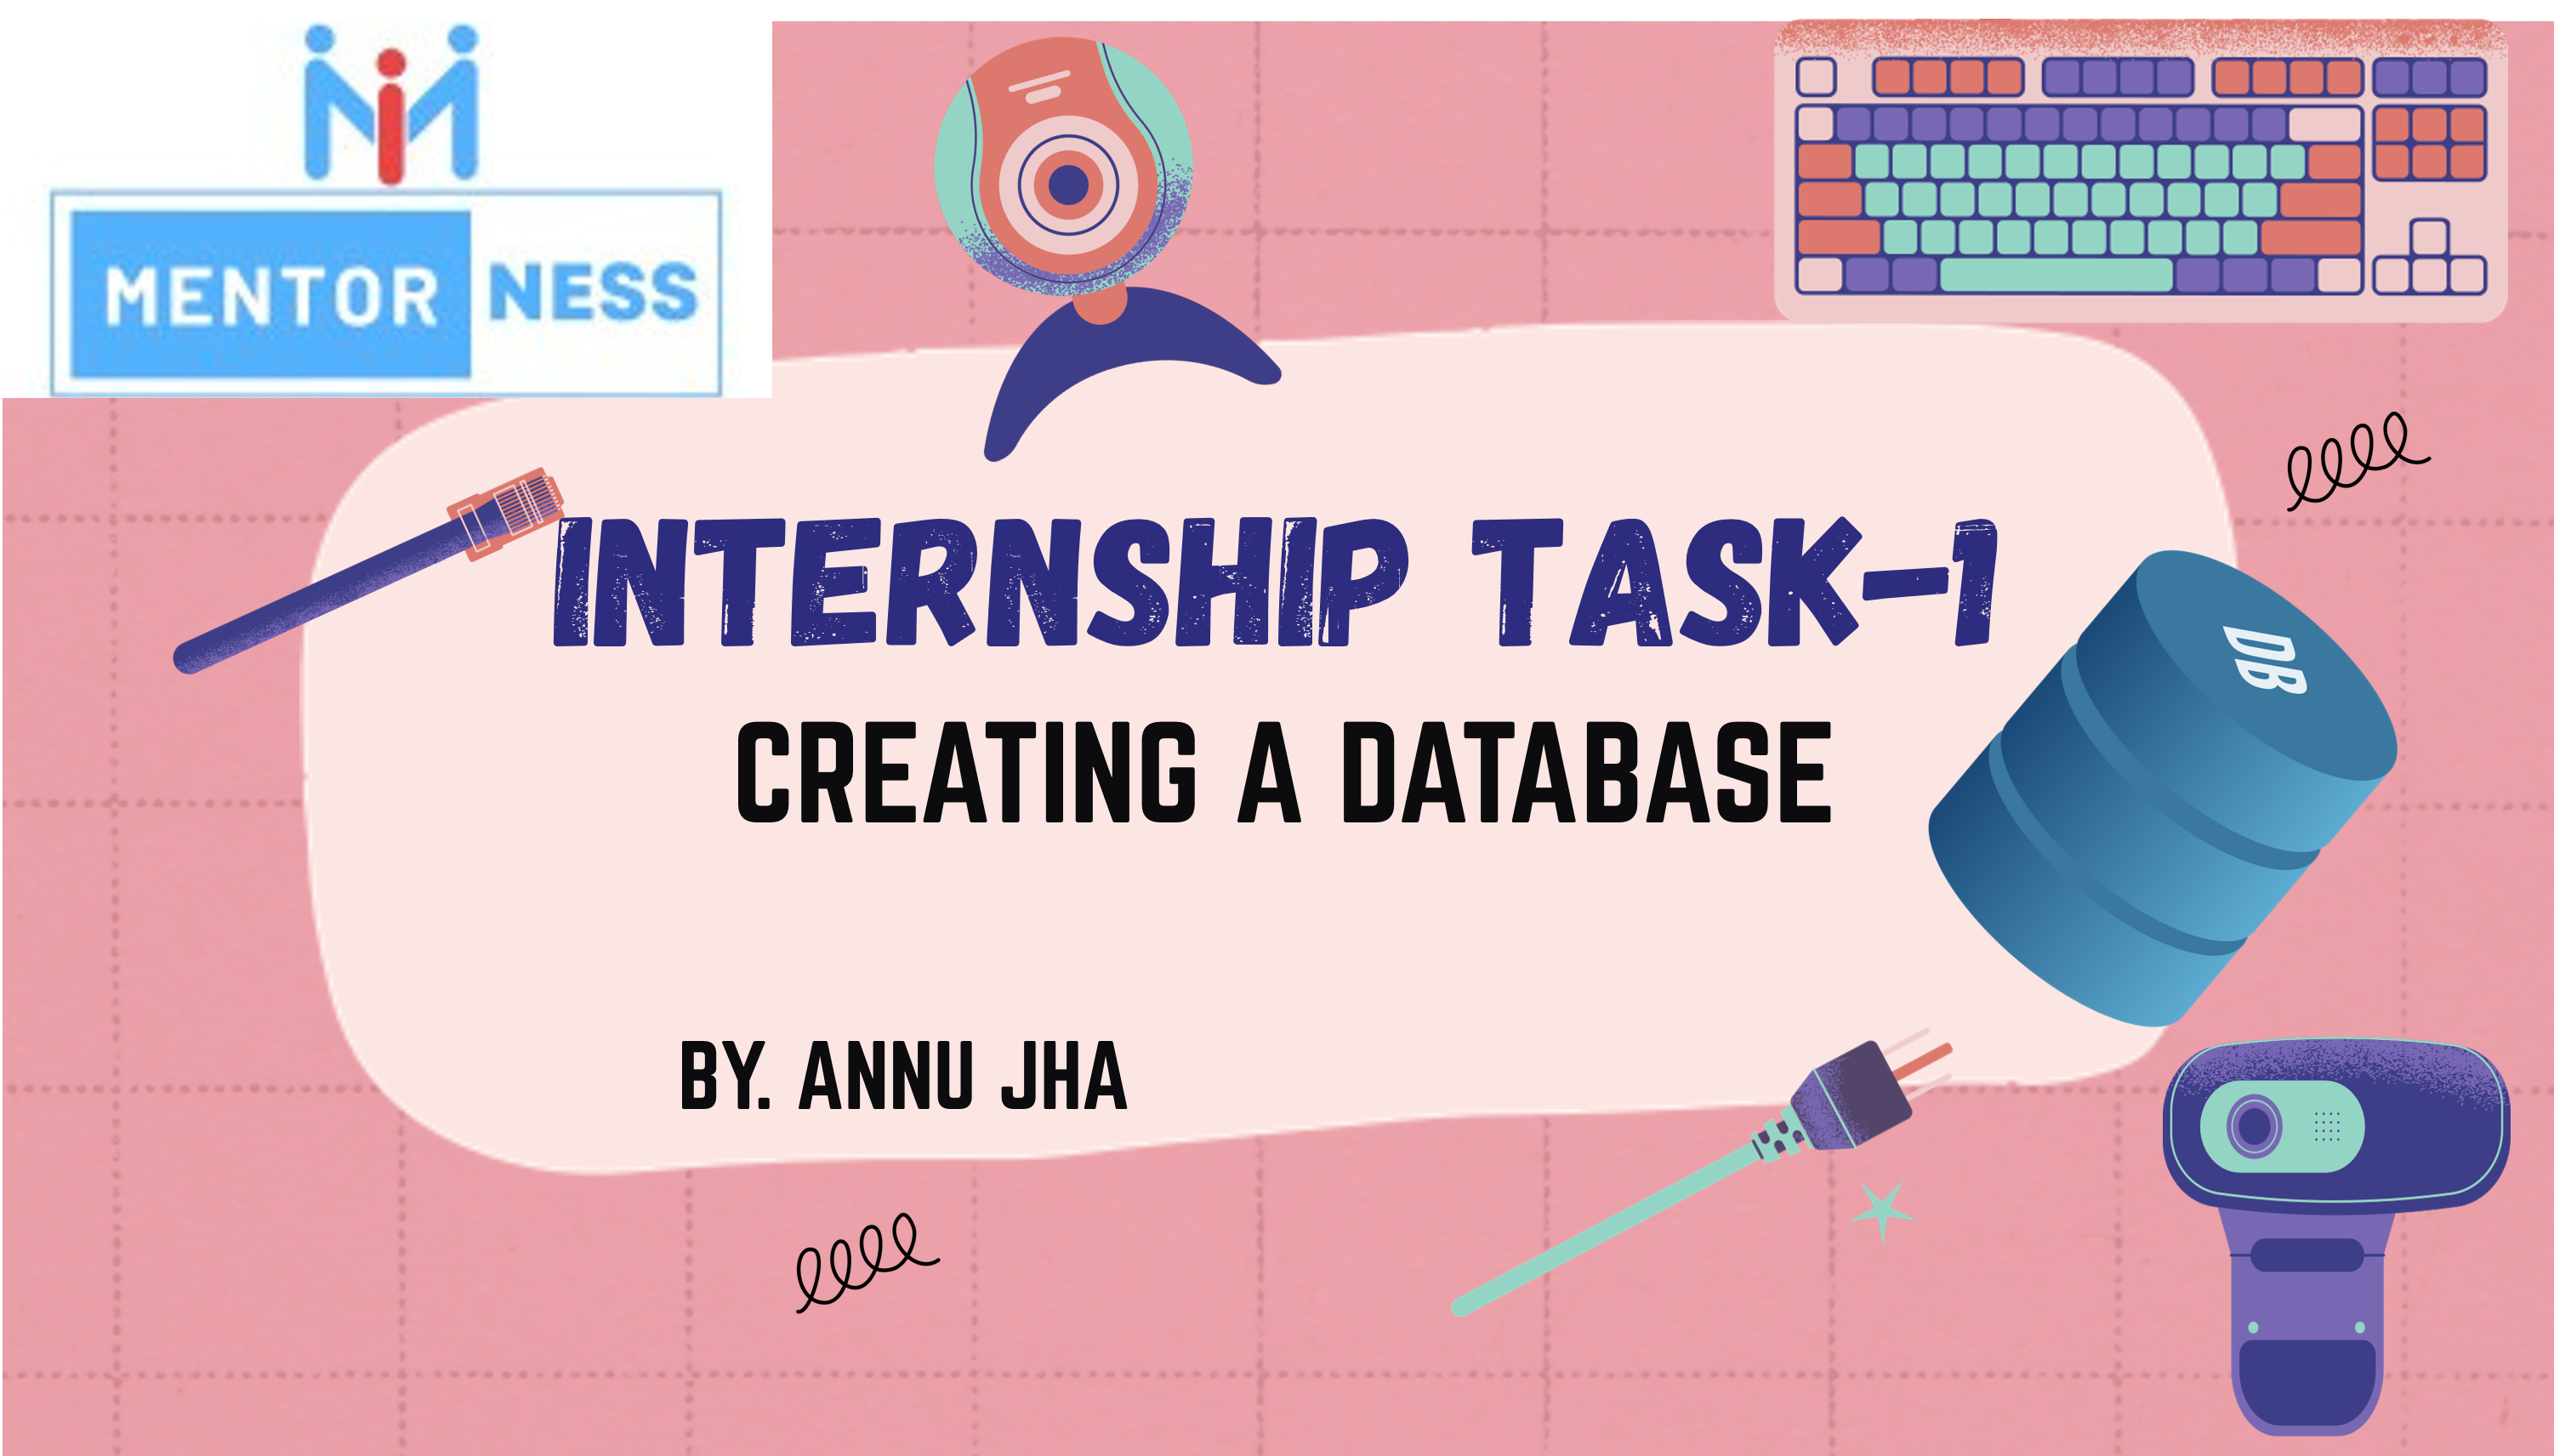 MENTOR NESS
INTERNSHIP TASK-1
CREATING A DATABASE
DB
BY. ANNU JHA